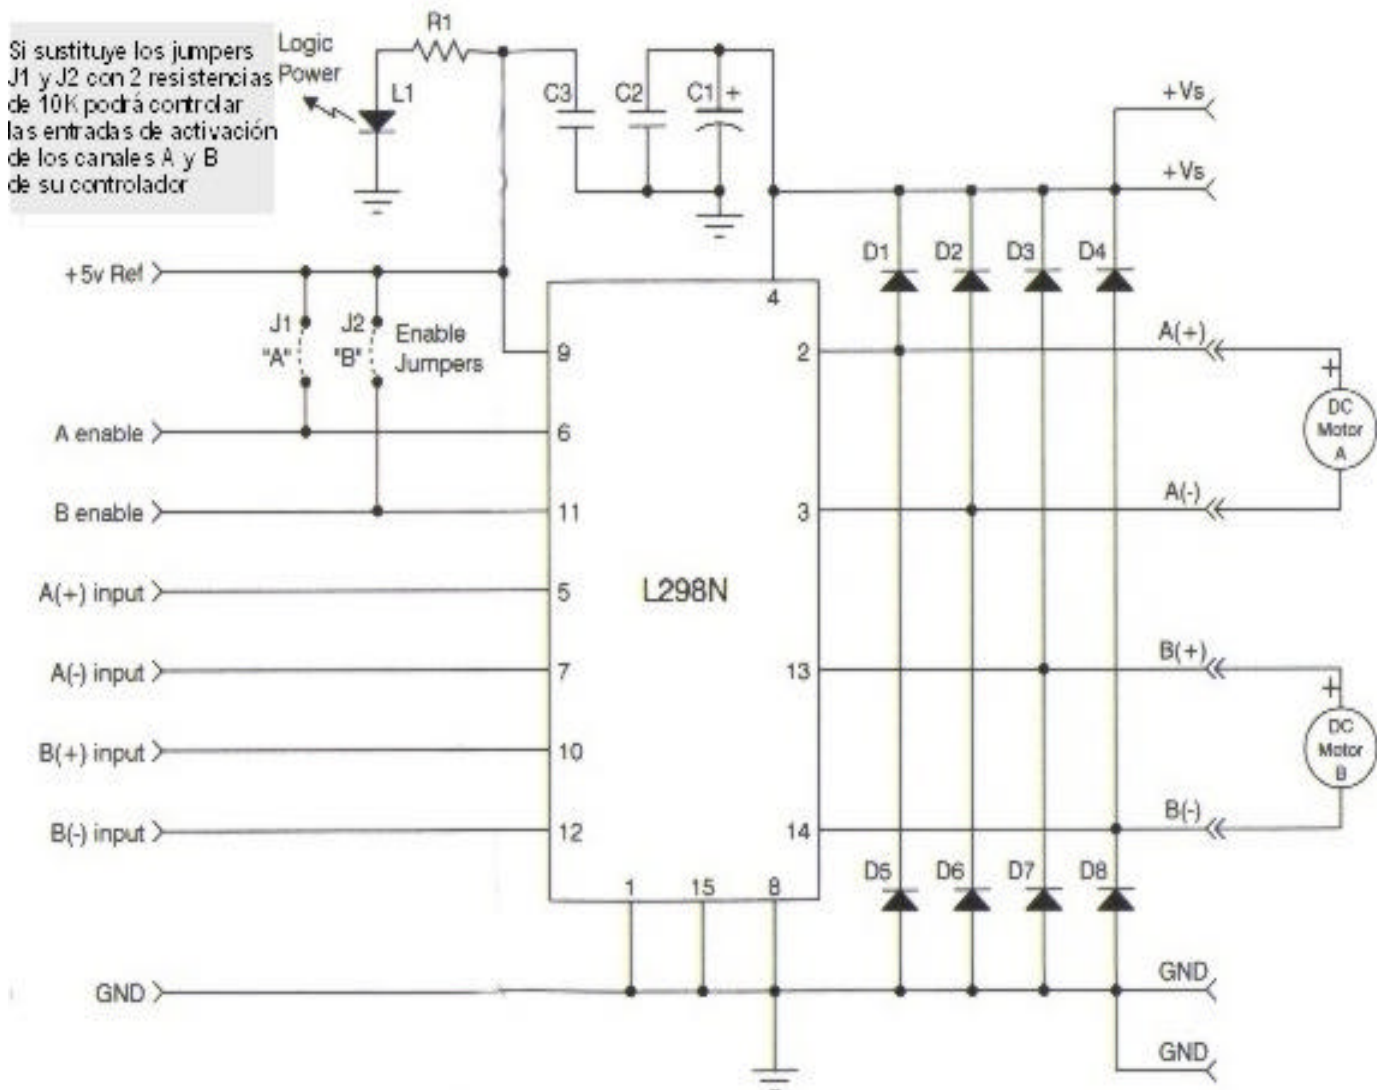 Si sustituye los jumpers
J1 y J2 con 2 resistencias
de 10K podrá controlar
las entradas de activación
de los canales A y B
de su controlador
Logic
Power
R1
L1
C3
C2
C1
+
+Vs
+Vs
D1
D2
D3
D4
+5v Ref
J1
"A"
J2
"B"
Enable
Jumpers
4
9
2
A(+)
+
DC
Motor
A
A enable
6
B enable
11
3
A(-)
A(+) input
5
L298N
A(-) input
7
13
B(+)
+
DC
Motor
B
B(+) input
10
B(-) input
12
14
B(-)
1
15
8
D5
D6
D7
D8
GND
GND
GND